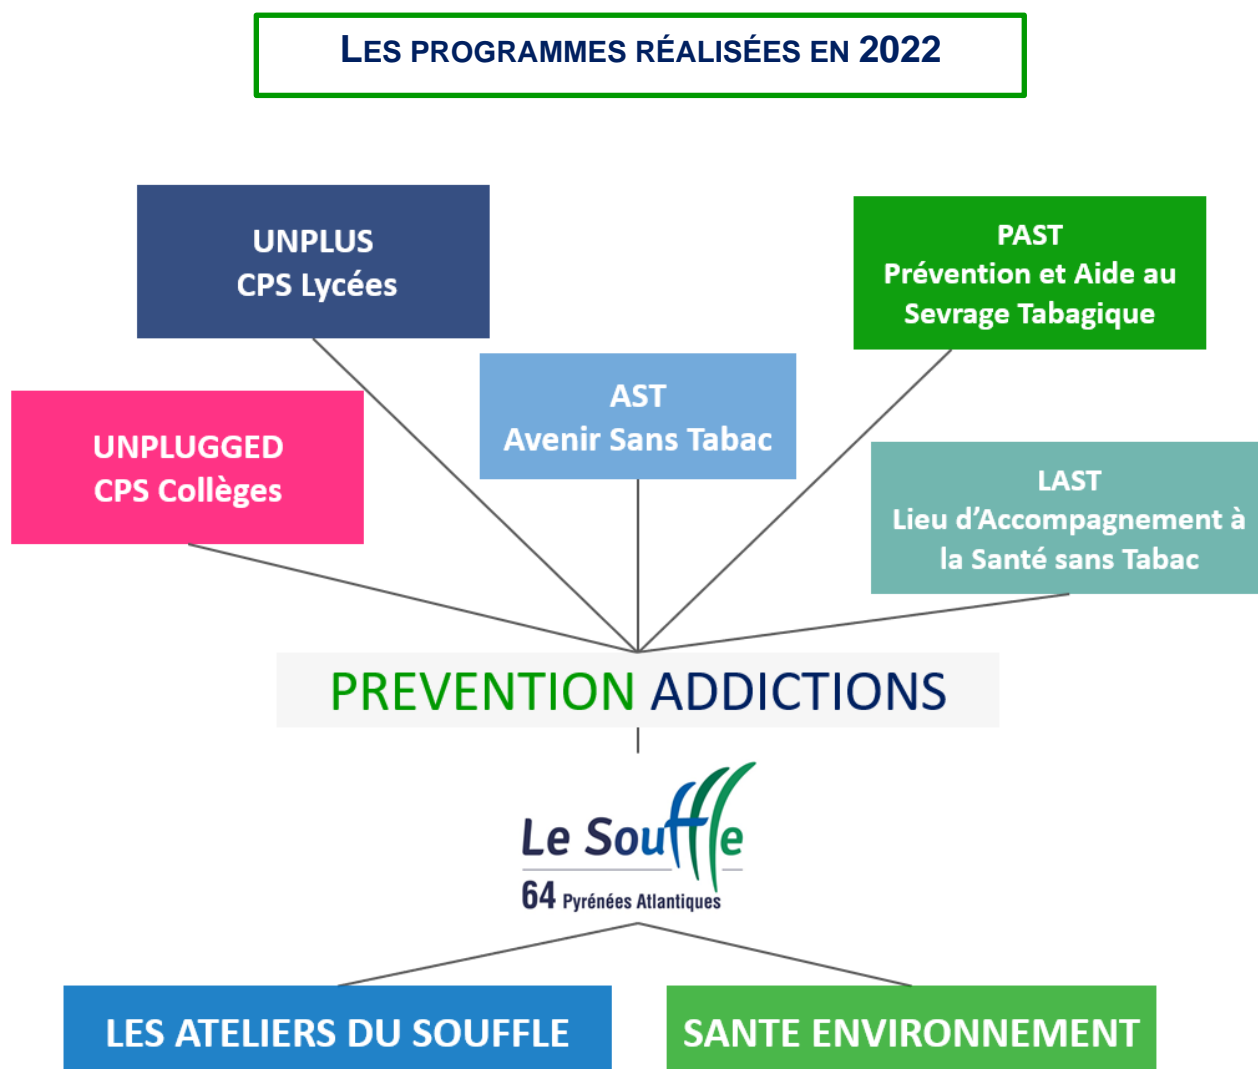 LES PROGRAMMES RÉALISÉES EN 2022
UNPLUS
CPS Lycées
PAST
Prévention et Aide au
Sevrage Tabagique
AST
Avenir Sans Tabac
UNPLUGGED
CPS Collèges
LAST
Lieu d'Accompagnement à
la Santé sans Tabac
PREVENTION ADDICTIONS
Le Souffle
64 Pyrénées Atlantiques
LES ATELIERS DU SOUFFLE
SANTE ENVIRONNEMENT